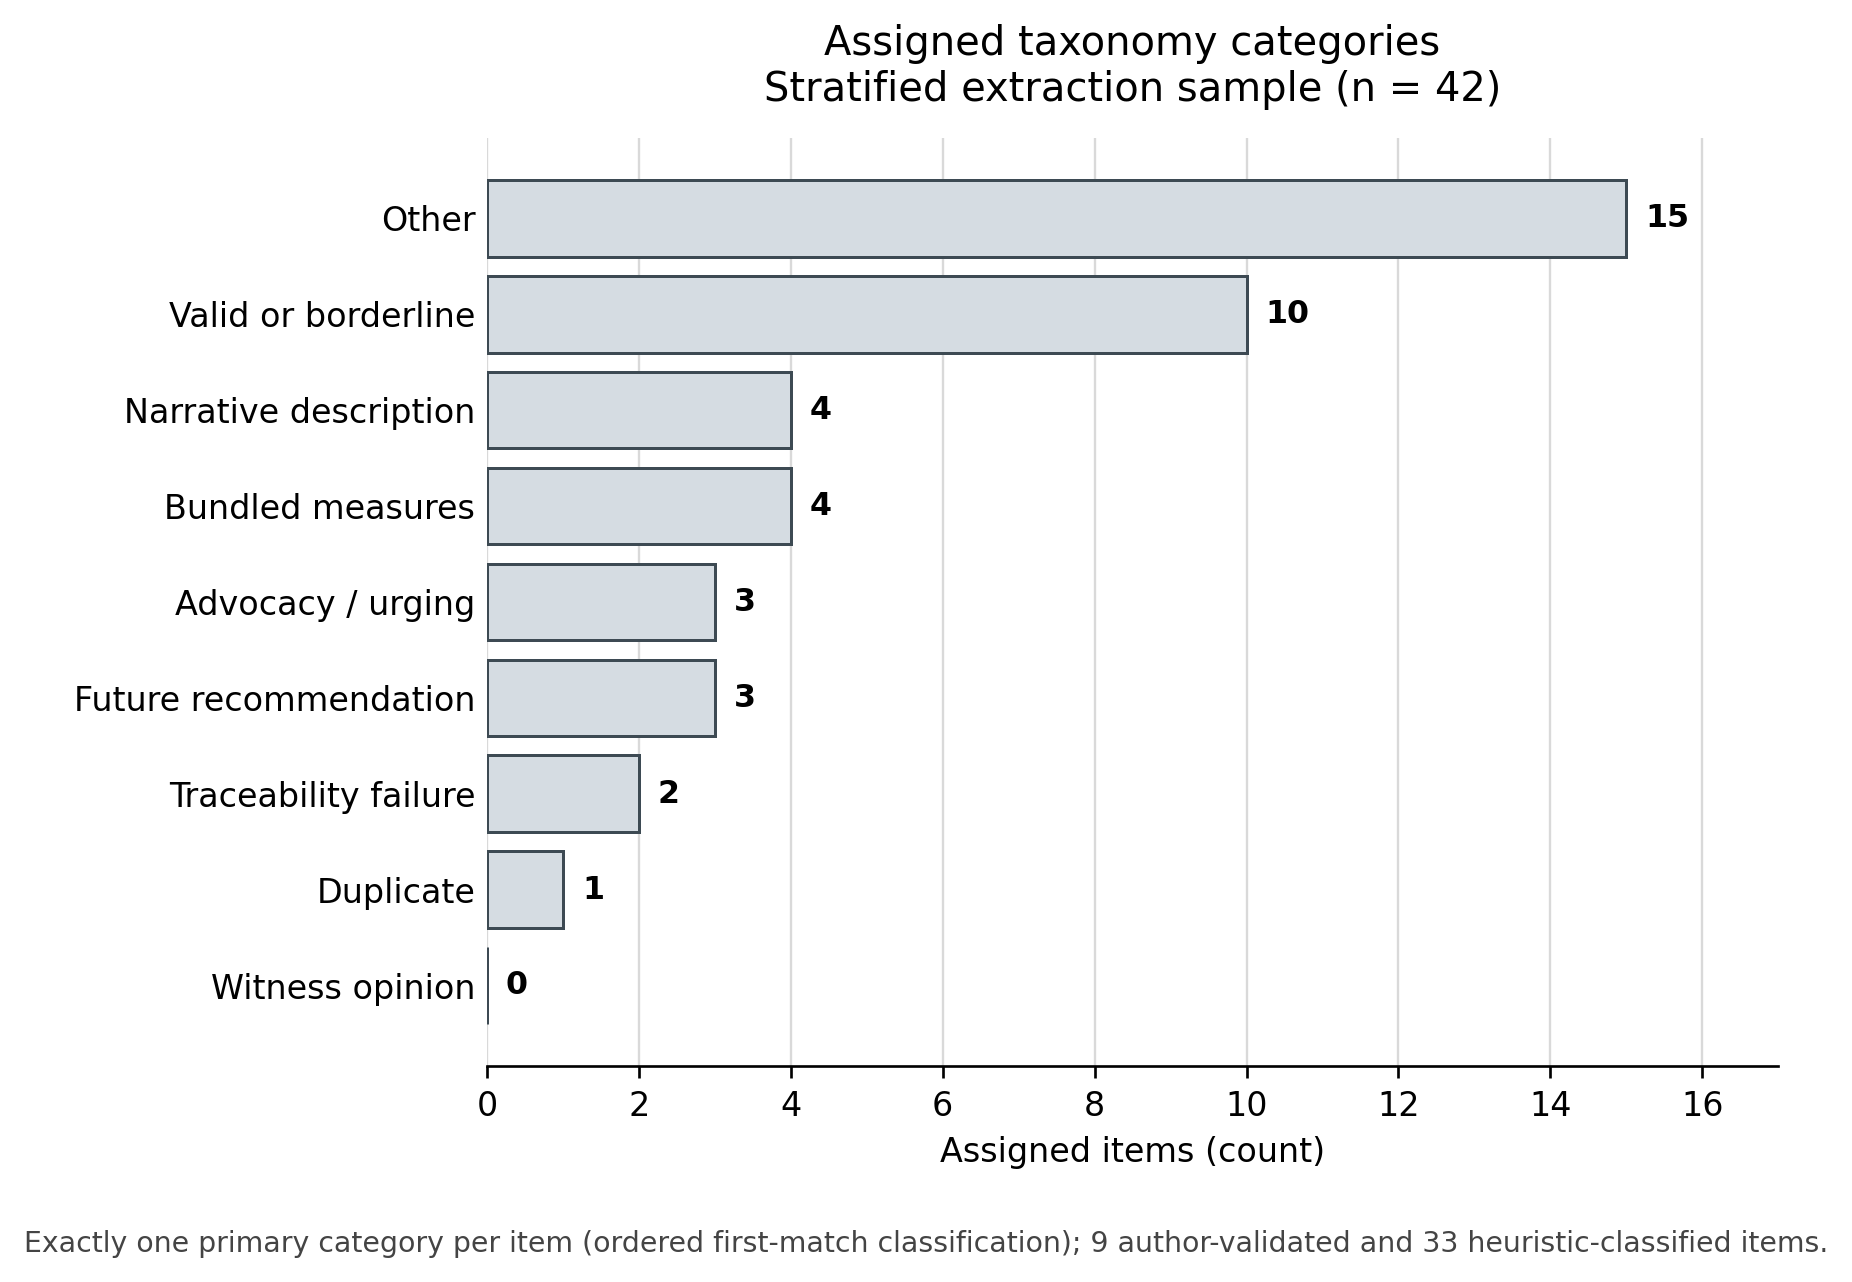 Assigned taxonomy categories
Stratified extraction sample (n = 42)
Other 15
Valid or borderline 10
Narrative description 4
Bundled measures 4
Advocacy / urging 3
Future recommendation 3
Traceability failure 2
Duplicate 1
Witness opinion 0
0 2 4 6 8 10 12 14 16
Assigned items (count)
Exactly one primary category per item (ordered first-match classification); 9 author-validated and 33 heuristic-classified items.